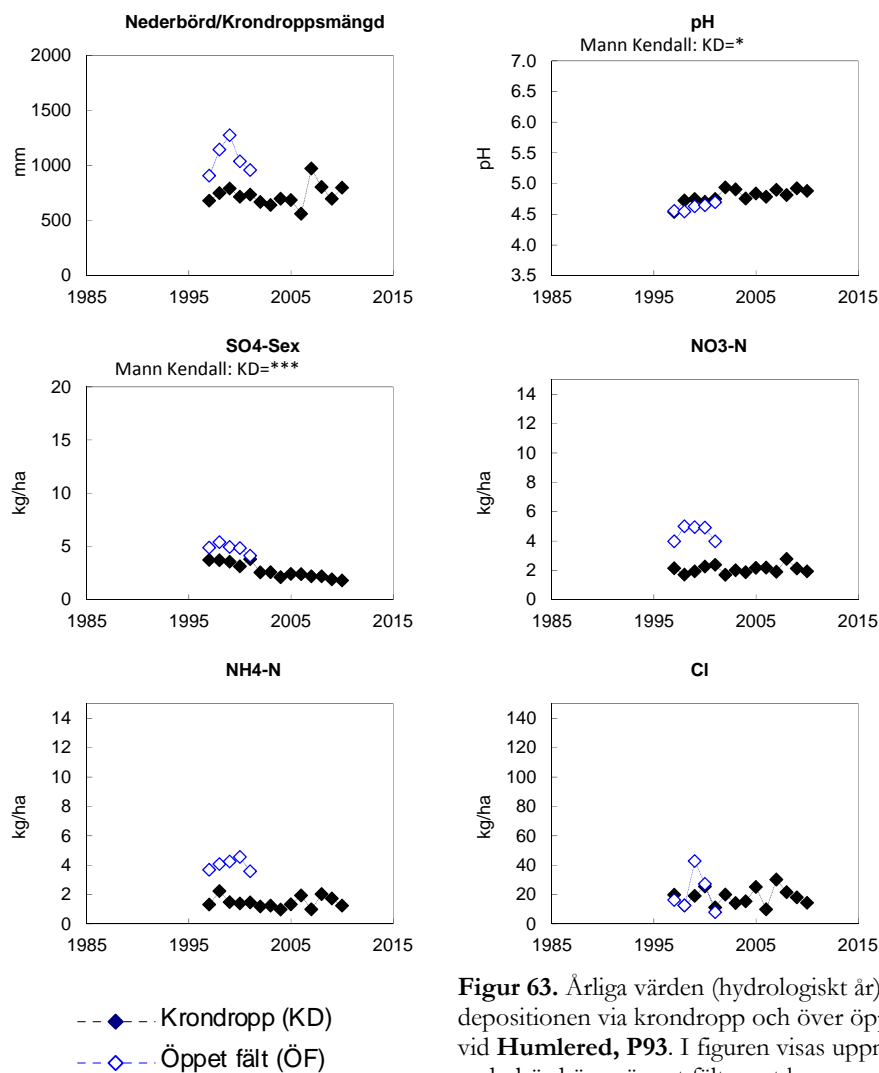 Nederbörd/Krondroppsmängd
2000
1500
1000
500
0
mm
1985 1995 2005 2015
pH
Mann Kendall: KD=*
7.0
6.5
6.0
5.5
5.0
4.5
4.0
3.5
pH
1985 1995 2005 2015
SO4-Sex
Mann Kendall: KD=***
20
15
10
5
0
kg/ha
1985 1995 2005 2015
NO3-N
14
12
10
8
6
4
2
0
kg/ha
1985 1995 2005 2015
NH4-N
14
12
10
8
6
4
2
0
kg/ha
1985 1995 2005 2015
Cl
140
120
100
80
60
40
20
0
kg/ha
1985 1995 2005 2015
Krondropp (KD)
Öppet fält (ÖF)
Figur 63. Årliga värden (hydrologiskt år)
depositionen via krondropp och över öpp
vid Humlered, P93. I figuren visas uppm